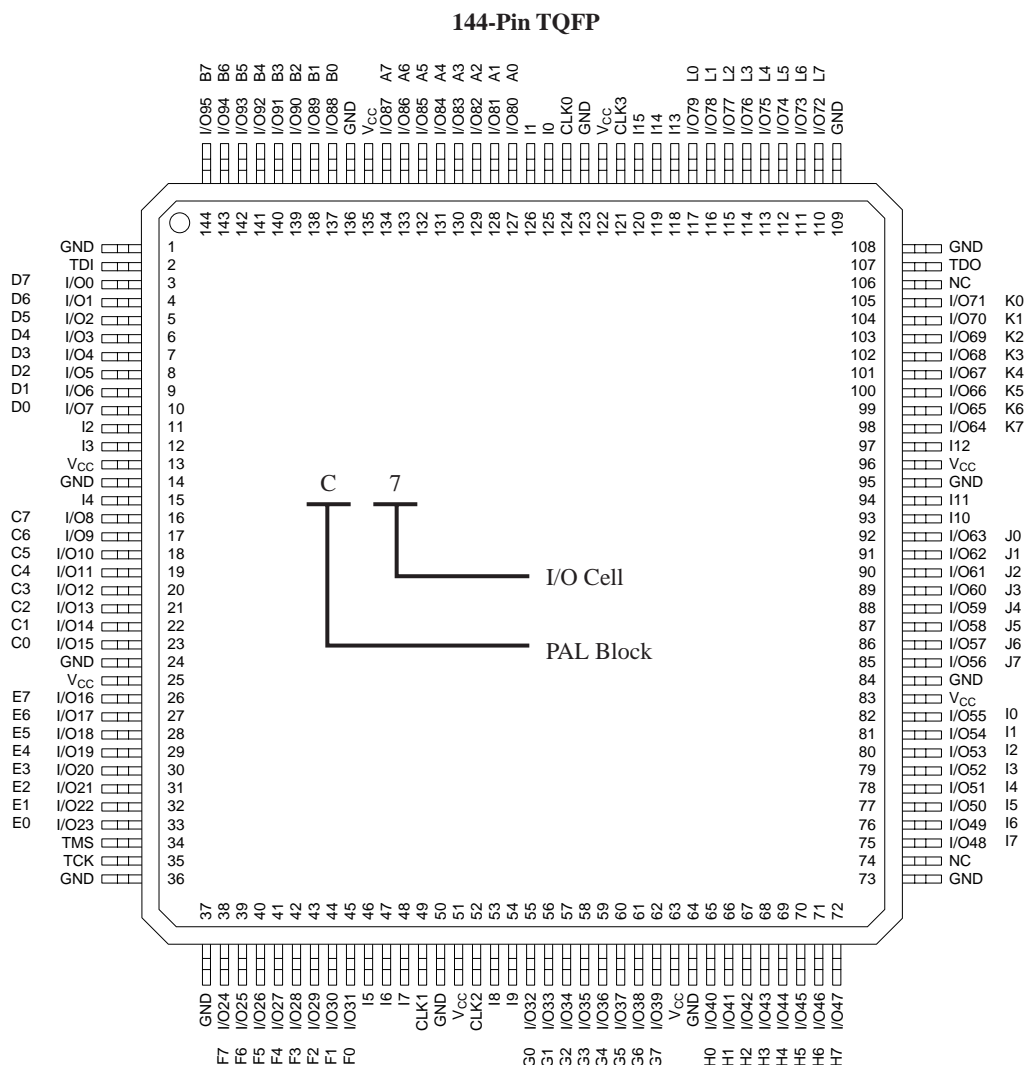 144-Pin TQFP
B7 B6 B5 B4 B3 B2 B1 B0 A7 A6 A5 A4 A3 A2 A1 A0 L0 L1 L2 L3 L4 L5 L6 L7
I/O95 I/O94 I/O93 I/O92 I/O91 I/O90 I/O89 I/O88 GND VCC I/O87 I/O86 I/O85 I/O84 I/O83 I/O82 I/O81 I/O80 I1 I0 CLK0 GND VCC CLK3 I15 I14 I13 I/O79 I/O78 I/O77 I/O76 I/O75 I/O74 I/O73 I/O72 GND
144 143 142 141 140 139 138 137 136 135 134 133 132 131 130 129 128 127 126 125 124 123 122 121 120 119 118 117 116 115 114 113 112 111 110 109
GND 1 108 GND
TDI 2 107 TDO
D7 I/O0 3 106 NC
D6 I/O1 4 105 I/O71 K0
D5 I/O2 5 104 I/O70 K1
D4 I/O3 6 103 I/O69 K2
D3 I/O4 7 102 I/O68 K3
D2 I/O5 8 101 I/O67 K4
D1 I/O6 9 100 I/O66 K5
D0 I/O7 10 99 I/O65 K6
I2 11 98 I/O64 K7
I3 12 97 I12
VCC 13 96 VCC
GND 14 C 7 95 GND
I4 15 94 I11
C7 I/O8 16 93 I10
C6 I/O9 17 92 I/O63 J0
C5 I/O10 18 91 I/O62 J1
C4 I/O11 19 I/O Cell 90 I/O61 J2
C3 I/O12 20 89 I/O60 J3
C2 I/O13 21 88 I/O59 J4
C1 I/O14 22 87 I/O58 J5
C0 I/O15 23 PAL Block 86 I/O57 J6
GND 24 85 I/O56 J7
VCC 25 84 GND
E7 I/O16 26 83 VCC
E6 I/O17 27 82 I/O55 I0
E5 I/O18 28 81 I/O54 I1
E4 I/O19 29 80 I/O53 I2
E3 I/O20 30 79 I/O52 I3
E2 I/O21 31 78 I/O51 I4
E1 I/O22 32 77 I/O50 I5
E0 I/O23 33 76 I/O49 I6
TMS 34 75 I/O48 I7
TCK 35 74 NC
GND 36 73 GND
37 38 39 40 41 42 43 44 45 46 47 48 49 50 51 52 53 54 55 56 57 58 59 60 61 62 63 64 65 66 67 68 69 70 71 72
GND I/O24 I/O25 I/O26 I/O27 I/O28 I/O29 I/O30 I/O31 I5 I6 I7 CLK1 GND VCC CLK2 I8 I9 I/O32 I/O33 I/O34 I/O35 I/O36 I/O37 I/O38 I/O39 VCC GND I/O40 I/O41 I/O42 I/O43 I/O44 I/O45 I/O46 I/O47
F7 F6 F5 F4 F3 F2 F1 F0 G0 G1 G2 G3 G4 G5 G6 G7 H0 H1 H2 H3 H4 H5 H6 H7